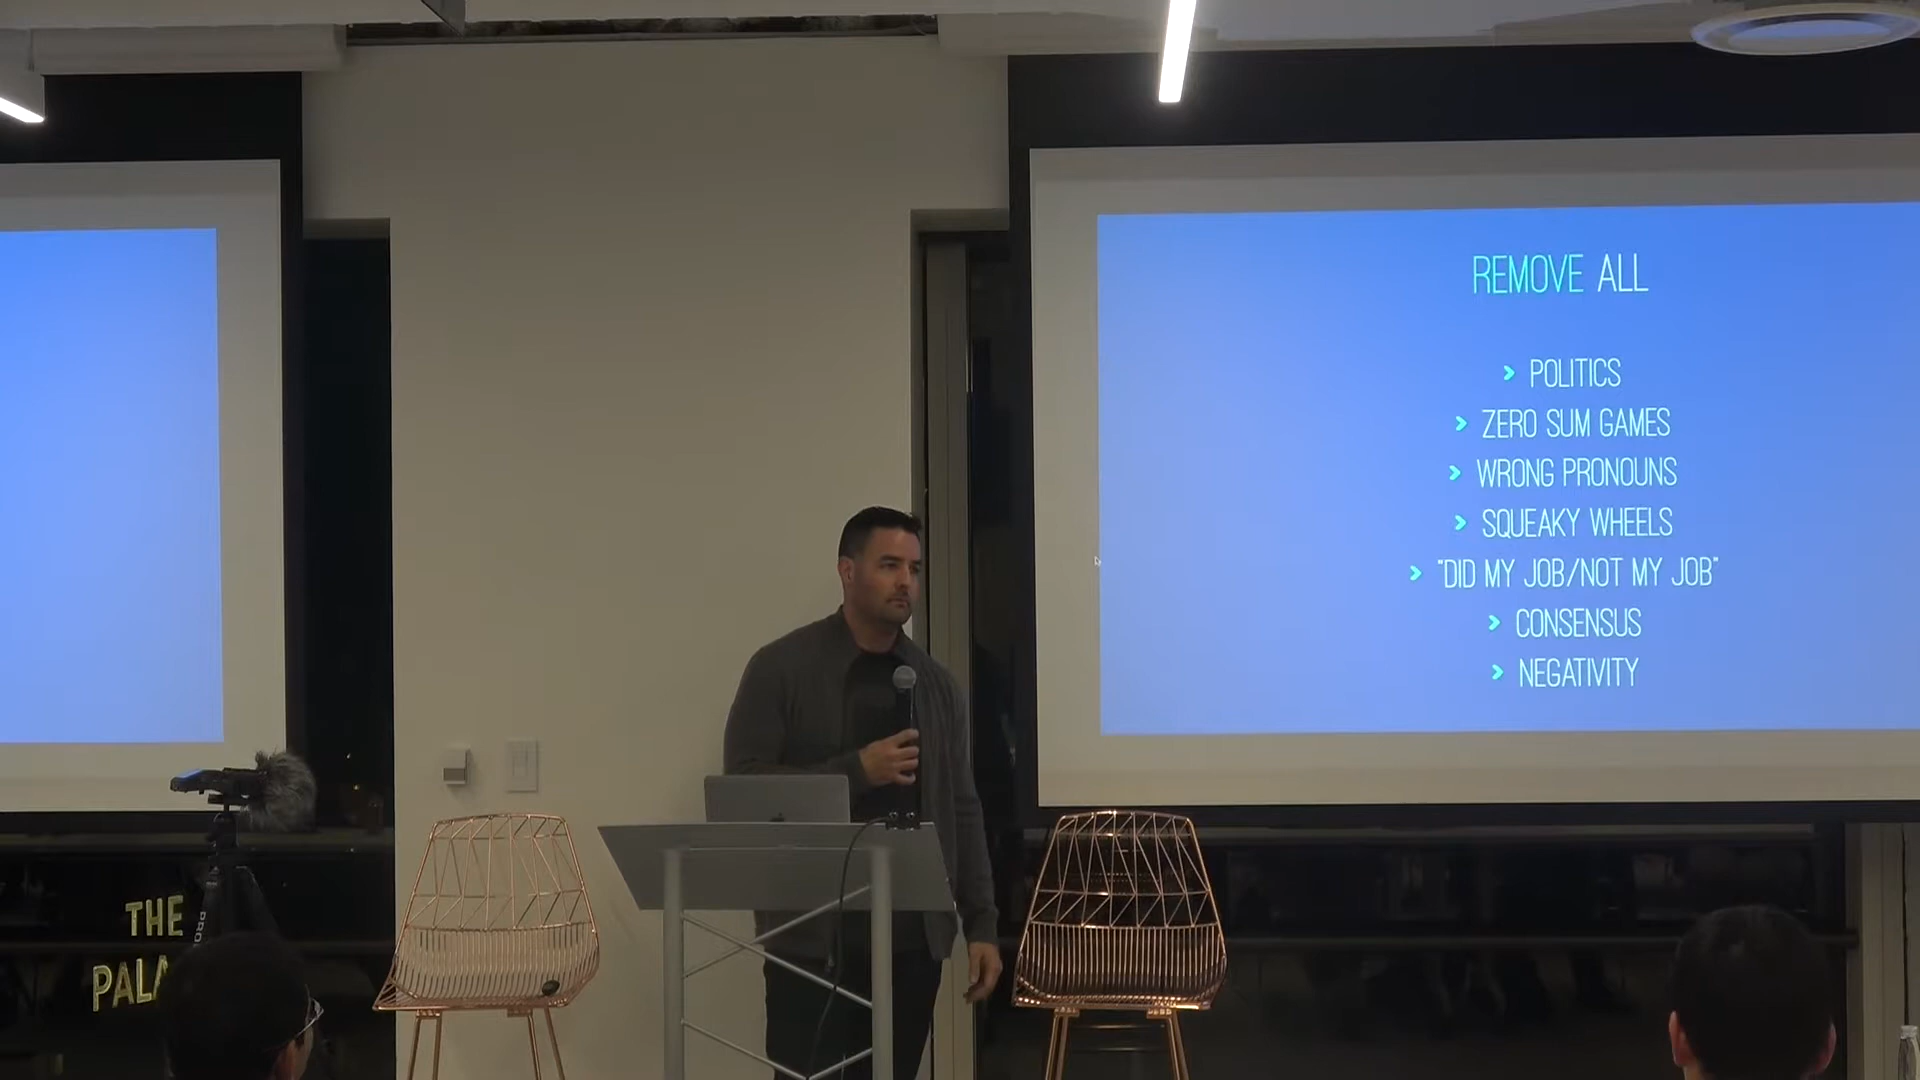 REMOVE ALL
> POLITICS
> ZERO SUM GAMES
> WRONG PRONOUNS
> SQUEAKY WHEELS
> "DID MY JOB/NOT MY JOB"
> CONSENSUS
> NEGATIVITY
THE
PALA